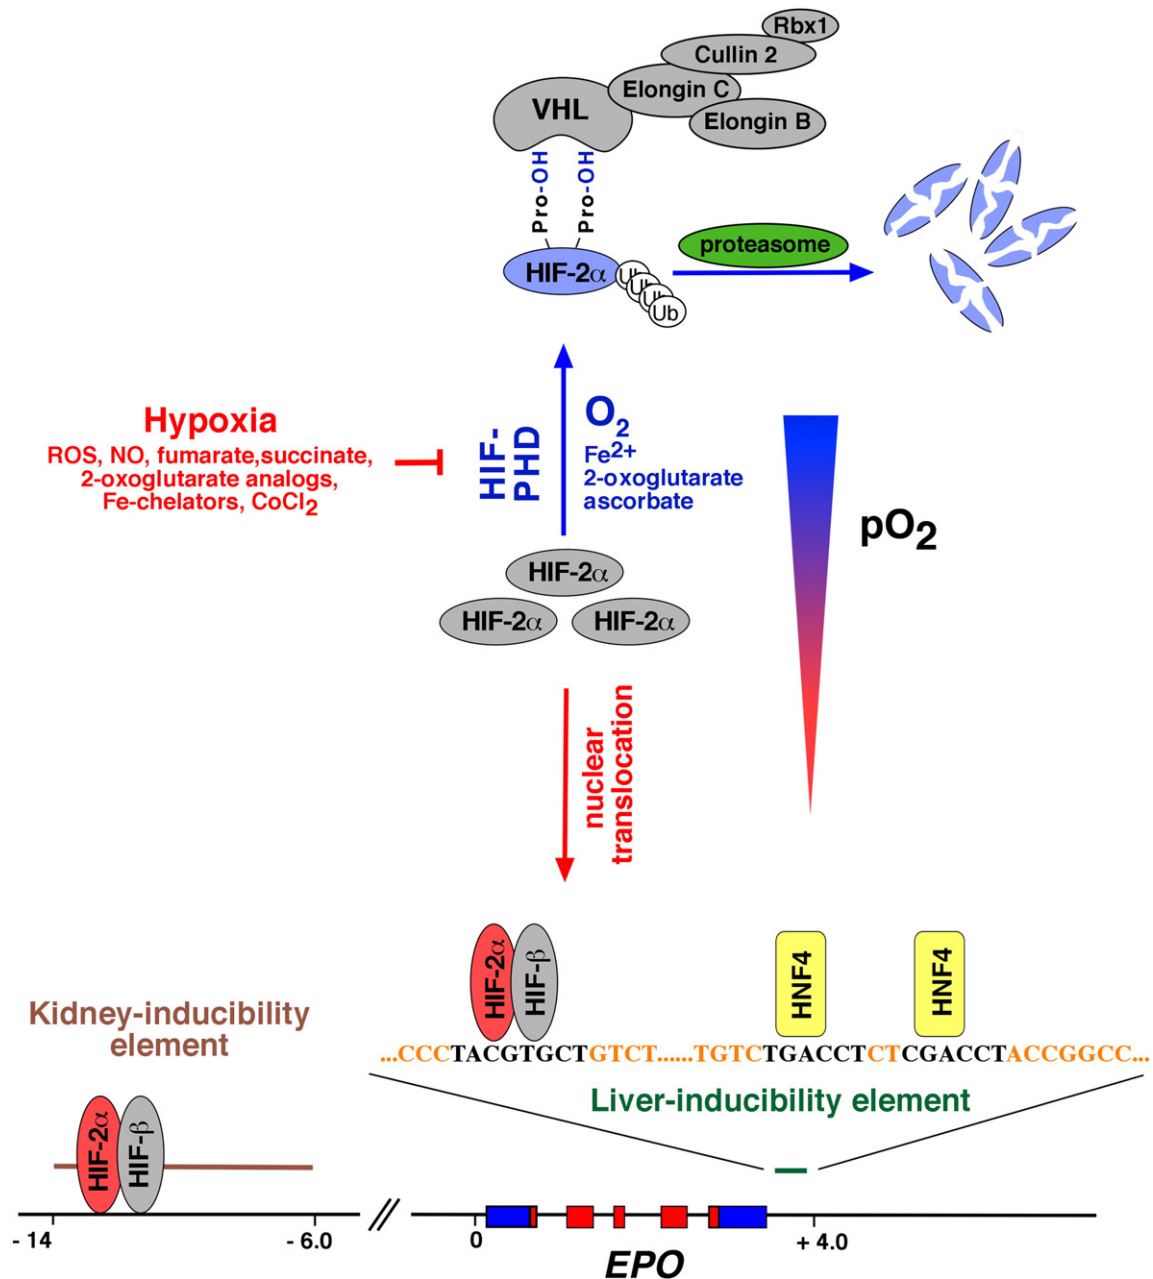 Rbx1
Cullin 2
Elongin C
VHL
Elongin B
Pro-OH
Pro-OH
proteasome
HIF-2α
Ub
Ub
Ub
Ub
Hypoxia
ROS, NO, fumarate,succinate,
2-oxoglutarate analogs,
Fe-chelators, CoCl2
HIF-
PHD
O2
Fe2+
2-oxoglutarate
ascorbate
pO2
HIF-2α
HIF-2α
HIF-2α
nuclear
translocation
HIF-2α
HIF-β
HNF4
HNF4
Kidney-inducibility
element
...CCCTACGTGCTGTCT......TGTCTGACCTCTCGACCTACCGGCC...
Liver-inducibility element
HIF-2α
HIF-β
- 14
- 6.0
0
+ 4.0
EPO